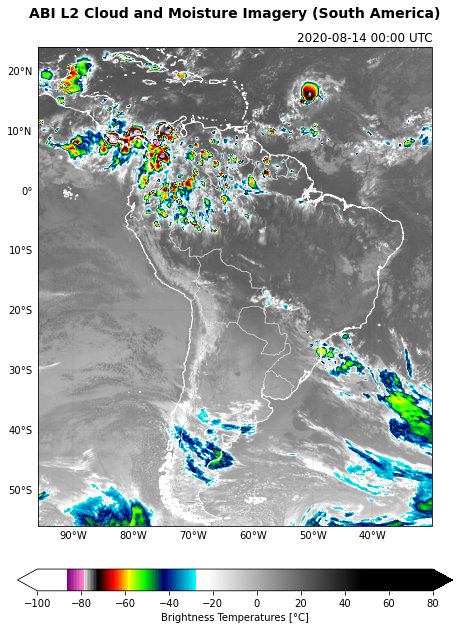 ABI L2 Cloud and Moisture Imagery (South America)
2020-08-14 00:00 UTC
20°N
10°N
0°
10°S
20°S
30°S
40°S
50°S
90°W 80°W 70°W 60°W 50°W 40°W
−100 −80 −60 −40 −20 0 20 40 60 80
Brightness Temperatures [°C]